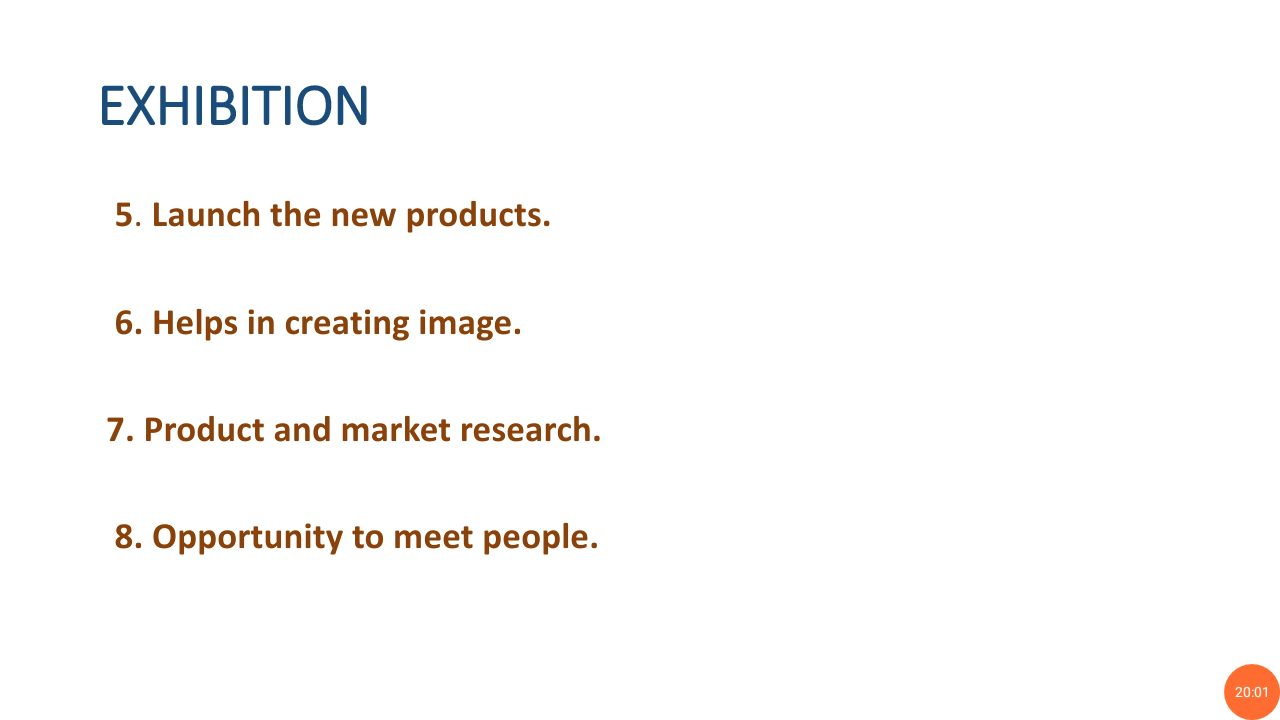 EXHIBITION
5. Launch the new products.
6. Helps in creating image.
7. Product and market research.
8. Opportunity to meet people.
20:01